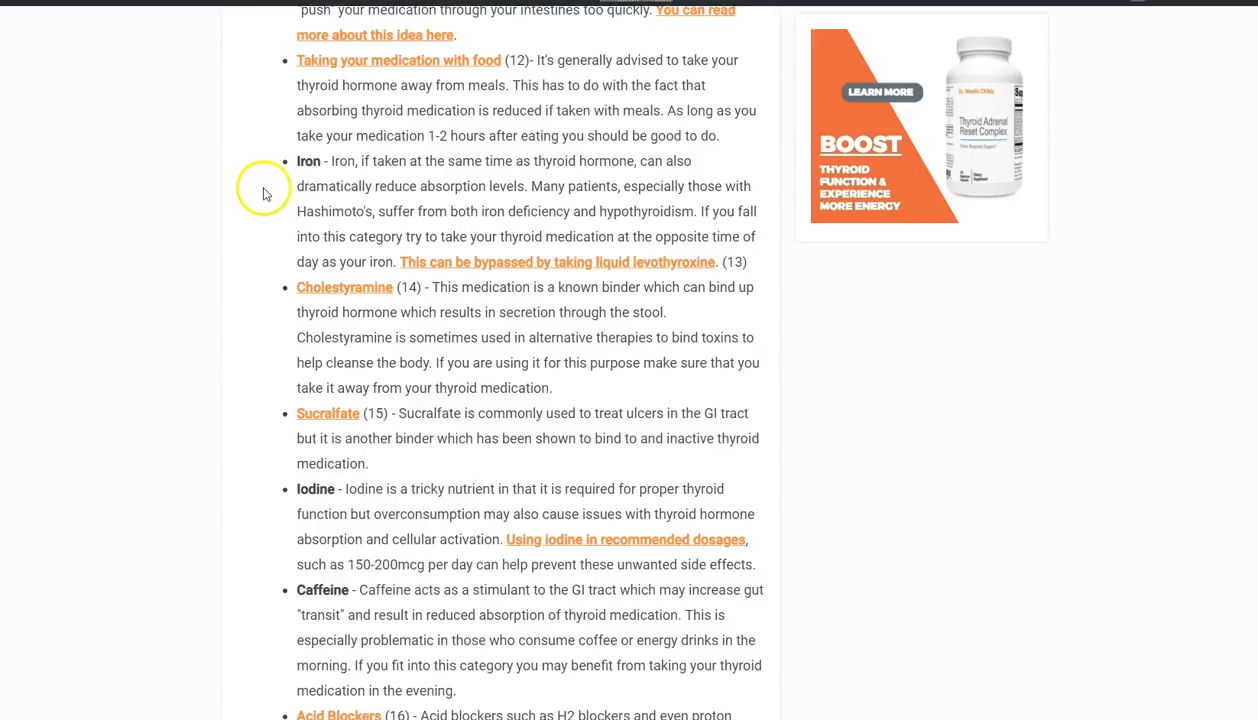 "push" your medication through your intestines too quickly. You can read
more about this idea here.
Taking your medication with food (12)- It's generally advised to take your
thyroid hormone away from meals. This has to do with the fact that
absorbing thyroid medication is reduced if taken with meals. As long as you
take your medication 1-2 hours after eating you should be good to do.
Iron - Iron, if taken at the same time as thyroid hormone, can also
dramatically reduce absorption levels. Many patients, especially those with
Hashimoto's, suffer from both iron deficiency and hypothyroidism. If you fall
into this category try to take your thyroid medication at the opposite time of
day as your iron. This can be bypassed by taking liquid levothyroxine. (13)
Cholestyramine (14) - This medication is a known binder which can bind up
thyroid hormone which results in secretion through the stool.
Cholestyramine is sometimes used in alternative therapies to bind toxins to
help cleanse the body. If you are using it for this purpose make sure that you
take it away from your thyroid medication.
Sucralfate (15) - Sucralfate is commonly used to treat ulcers in the GI tract
but it is another binder which has been shown to bind to and inactive thyroid
medication.
Iodine - Iodine is a tricky nutrient in that it is required for proper thyroid
function but overconsumption may also cause issues with thyroid hormone
absorption and cellular activation. Using iodine in recommended dosages,
such as 150-200mcg per day can help prevent these unwanted side effects.
Caffeine - Caffeine acts as a stimulant to the GI tract which may increase gut
"transit" and result in reduced absorption of thyroid medication. This is
especially problematic in those who consume coffee or energy drinks in the
morning. If you fit into this category you may benefit from taking your thyroid
medication in the evening.
Acid Blockers (16) - Acid blockers such as H2 blockers and even proton
LEARN MORE
BOOST
THYROID
FUNCTION &
EXPERIENCE
MORE ENERGY
Dr. Westin Childs
Thyroid Adrenal
Reset Complex